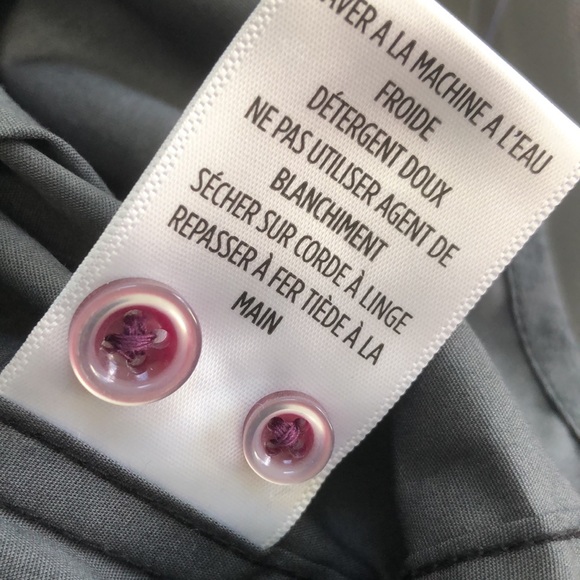 AVER A LA MACHINE A L'EAU
FROIDE
DÉTERGENT DOUX
NE PAS UTILISER AGENT DE
BLANCHIMENT
SÉCHER SUR CORDE À LINGE
REPASSER À FER TIÈDE À LA
MAIN